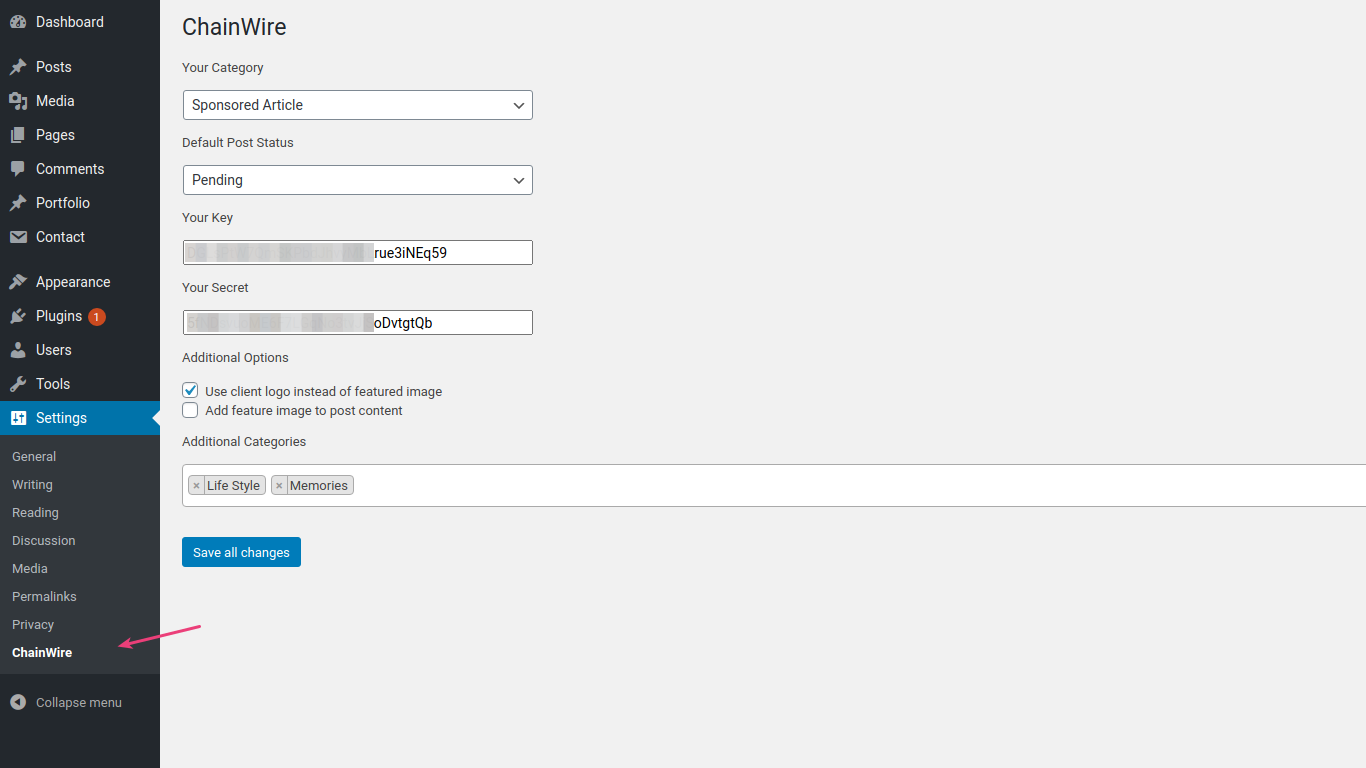 Dashboard
Posts
Media
Pages
Comments
Portfolio
Contact
Appearance
Plugins 1
Users
Tools
Settings
General
Writing
Reading
Discussion
Media
Permalinks
Privacy
ChainWire
Collapse menu
ChainWire
Your Category
Sponsored Article
Default Post Status
Pending
Your Key
rue3iNEq59
Your Secret
oDvtgtQb
Additional Options
Use client logo instead of featured image
Add feature image to post content
Additional Categories
× Life Style × Memories
Save all changes